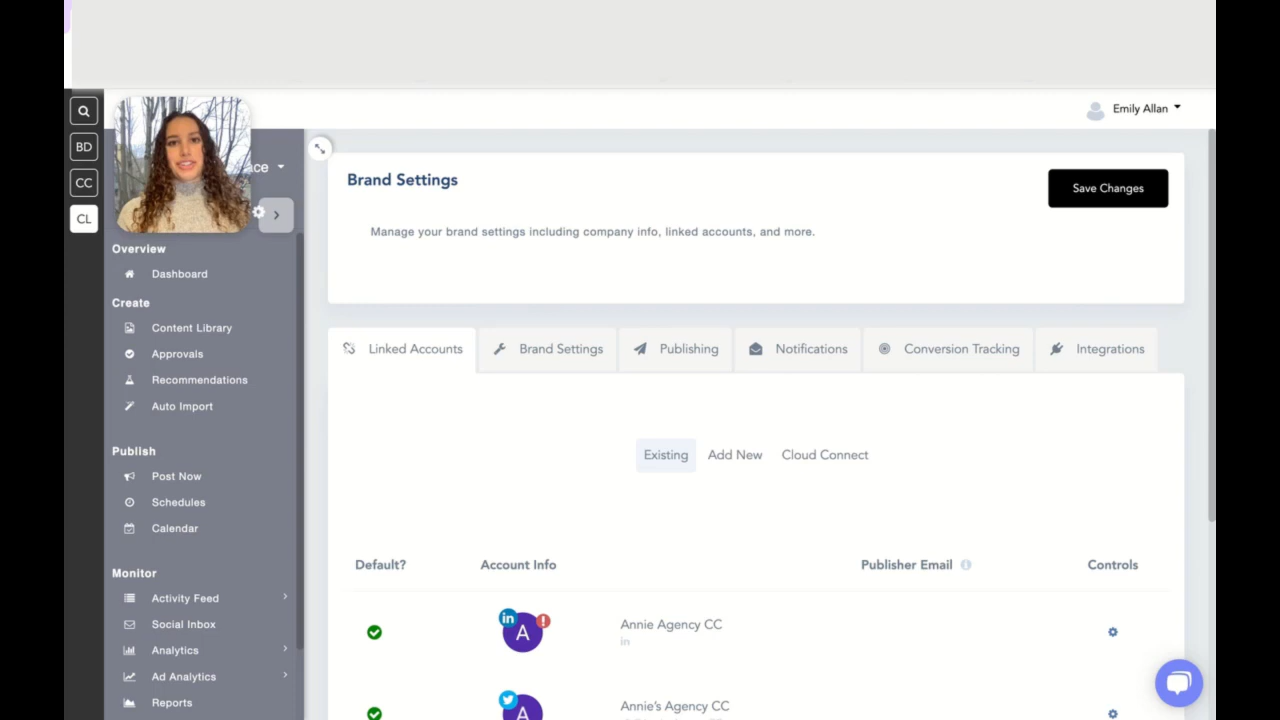 Emily Allan
BD
CC
CL
ce
Overview
Dashboard
Create
Content Library
Approvals
Recommendations
Auto Import
Publish
Post Now
Schedules
Calendar
Monitor
Activity Feed
Social Inbox
Analytics
Ad Analytics
Reports
Brand Settings
Save Changes
Manage your brand settings including company info, linked accounts, and more.
Linked Accounts Brand Settings Publishing Notifications Conversion Tracking Integrations
Existing Add New Cloud Connect
Default? Account Info Publisher Email Controls
in A ! Annie Agency CC
in
A Annie's Agency CC